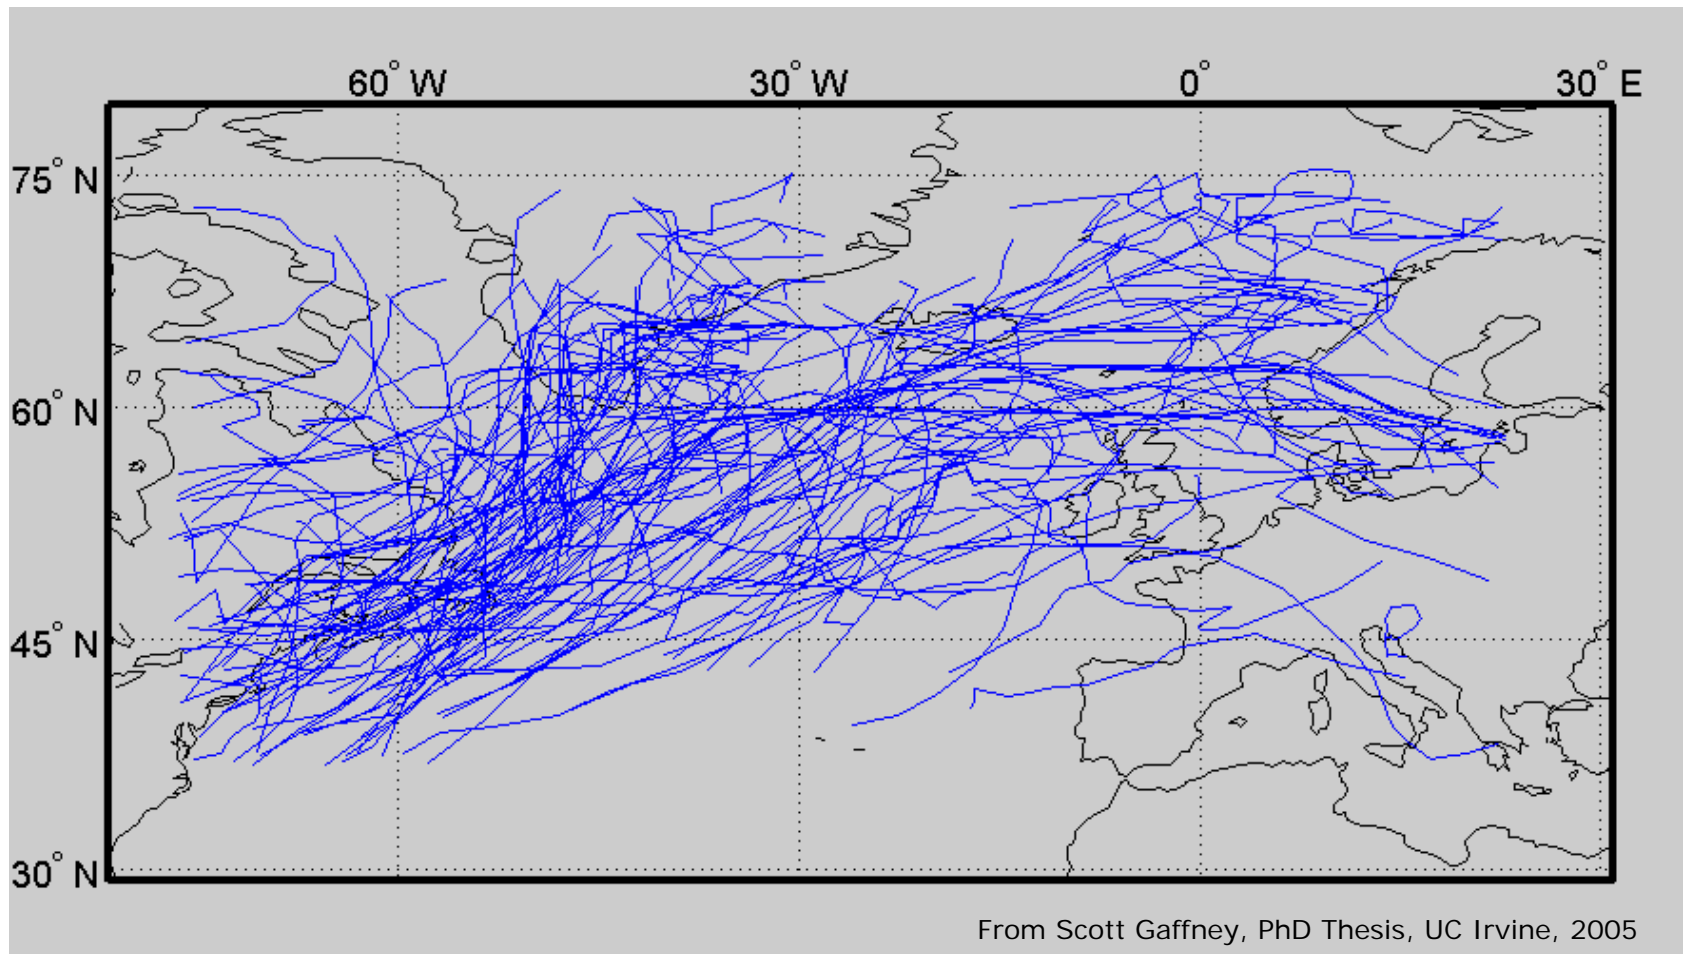 60° W 30° W 0° 30° E
75° N
60° N
45° N
30° N
From Scott Gaffney, PhD Thesis, UC Irvine, 2005